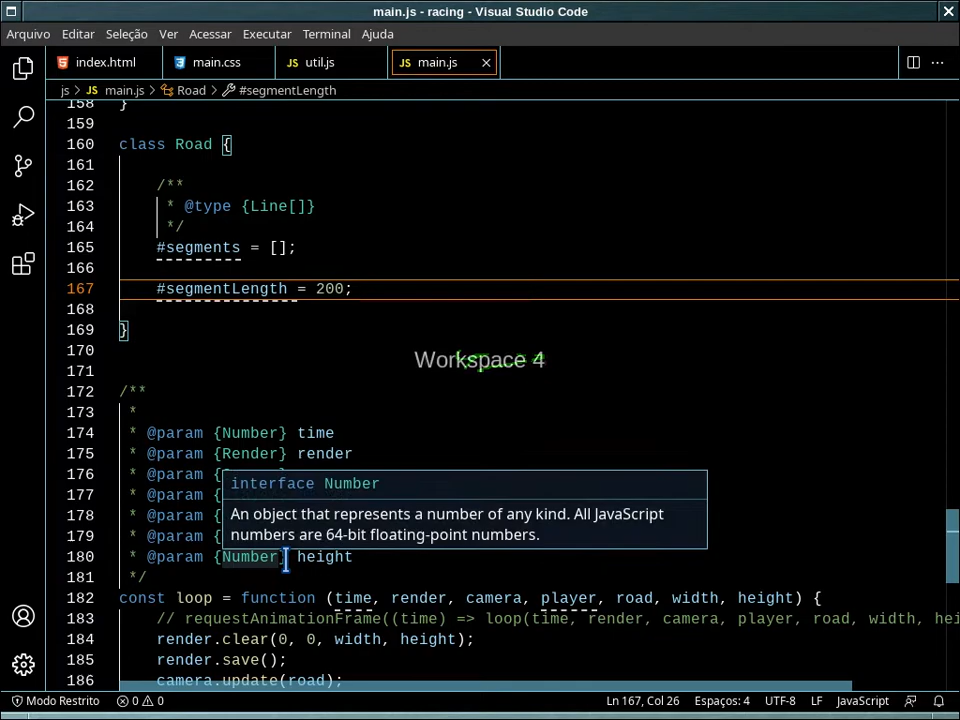 main.js - racing - Visual Studio Code
Arquivo Editar Seleção Ver Acessar Executar Terminal Ajuda
index.html main.css JS util.js JS main.js
js > JS main.js > Road > #segmentLength
158 }
159
160 class Road {
161
162 /**
163 * @type {Line[]}
164 */
165 #segments = [];
166
167 #segmentLength = 200;
168
169 }
170
171
172 /**
173 *
174 * @param {Number} time
175 * @param {Render} render
176 * @param {
177 * @param {
178 * @param {
179 * @param {
180 * @param {Number} height
181 */
182 const loop = function (time, render, camera, player, road, width, height) {
183 // requestAnimationFrame((time) => loop(time, render, camera, player, road, width, hei
184 render.clear(0, 0, width, height);
185 render.save();
186 camera.update(road);
Workspace 4
interface Number
An object that represents a number of any kind. All JavaScript
numbers are 64-bit floating-point numbers.
Modo Restrito 0 0 Ln 167, Col 26 Espaços: 4 UTF-8 LF JavaScript